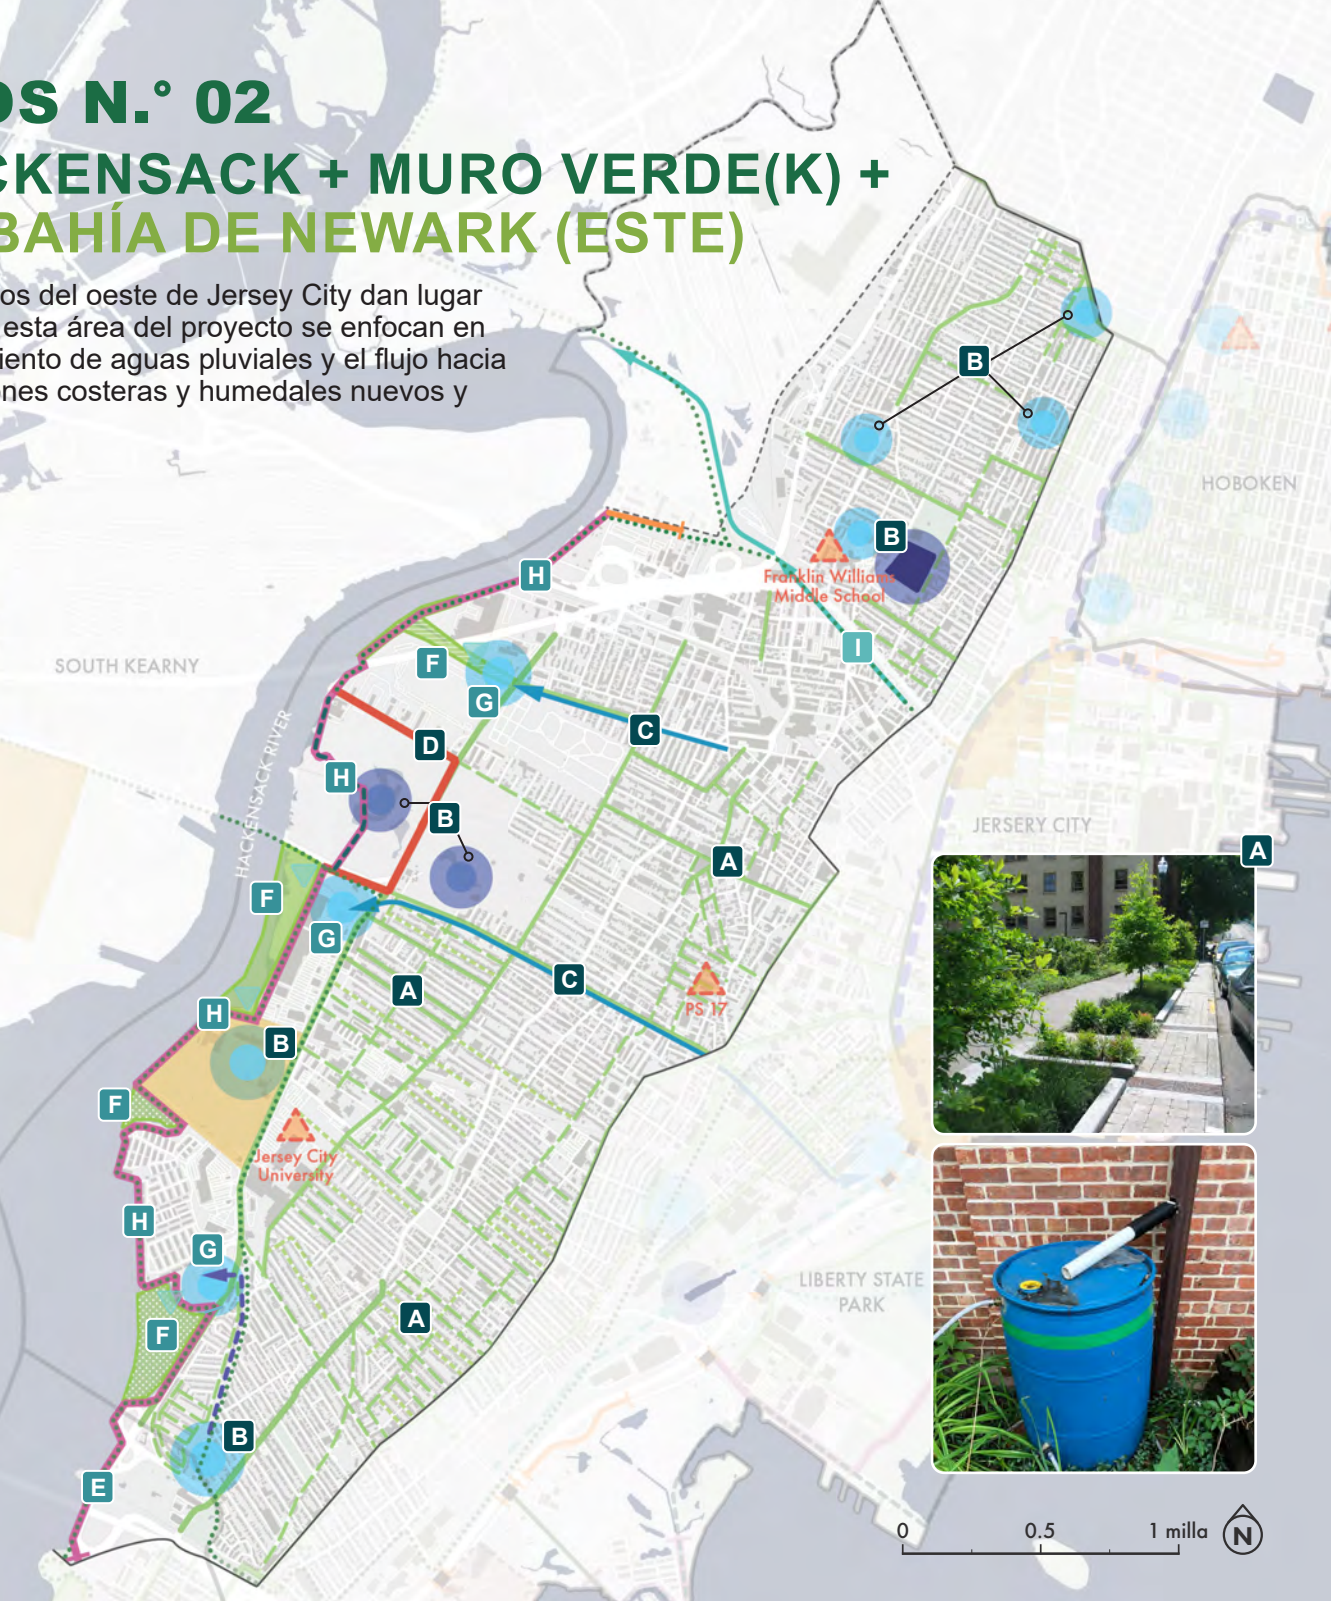 OS N.° 02
CKENSACK + MURO VERDE(K) +
BAHÍA DE NEWARK (ESTE)
os del oeste de Jersey City dan lugar
esta área del proyecto se enfocan en
iento de aguas pluviales y el flujo hacia
ones costeras y humedales nuevos y
B
HOBOKEN
B
Franklin Williams
Middle School
H
I
SOUTH KEARNY
F
G
C
D
H
HACKENSACK RIVER
B
JERSERY CITY
A
A
F
G
A
C
PS 17
H
B
F
Jersey City
University
H
G
LIBERTY STATE
PARK
A
F
B
E
0 0.5 1 milla
N